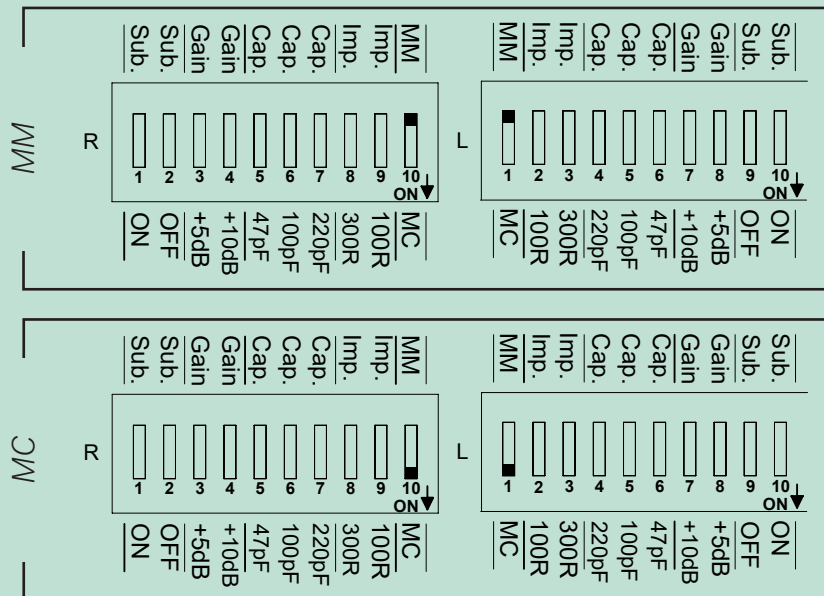 MM
Sub. Sub. Gain Gain Cap. Cap. Cap. Imp. Imp. MM
R
1 2 3 4 5 6 7 8 9 10
ON
ON OFF +5dB +10dB 47pF 100pF 220pF 300R 100R MC
MM Imp. Imp. Cap. Cap. Cap. Gain Gain Sub. Sub.
L
1 2 3 4 5 6 7 8 9 10
ON
MC 100R 300R 220pF 100pF 47pF +10dB +5dB OFF ON
MC
Sub. Sub. Gain Gain Cap. Cap. Cap. Imp. Imp. MM
R
1 2 3 4 5 6 7 8 9 10
ON
ON OFF +5dB +10dB 47pF 100pF 220pF 300R 100R MC
MM Imp. Imp. Cap. Cap. Cap. Gain Gain Sub. Sub.
L
1 2 3 4 5 6 7 8 9 10
ON
MC 100R 300R 220pF 100pF 47pF +10dB +5dB OFF ON